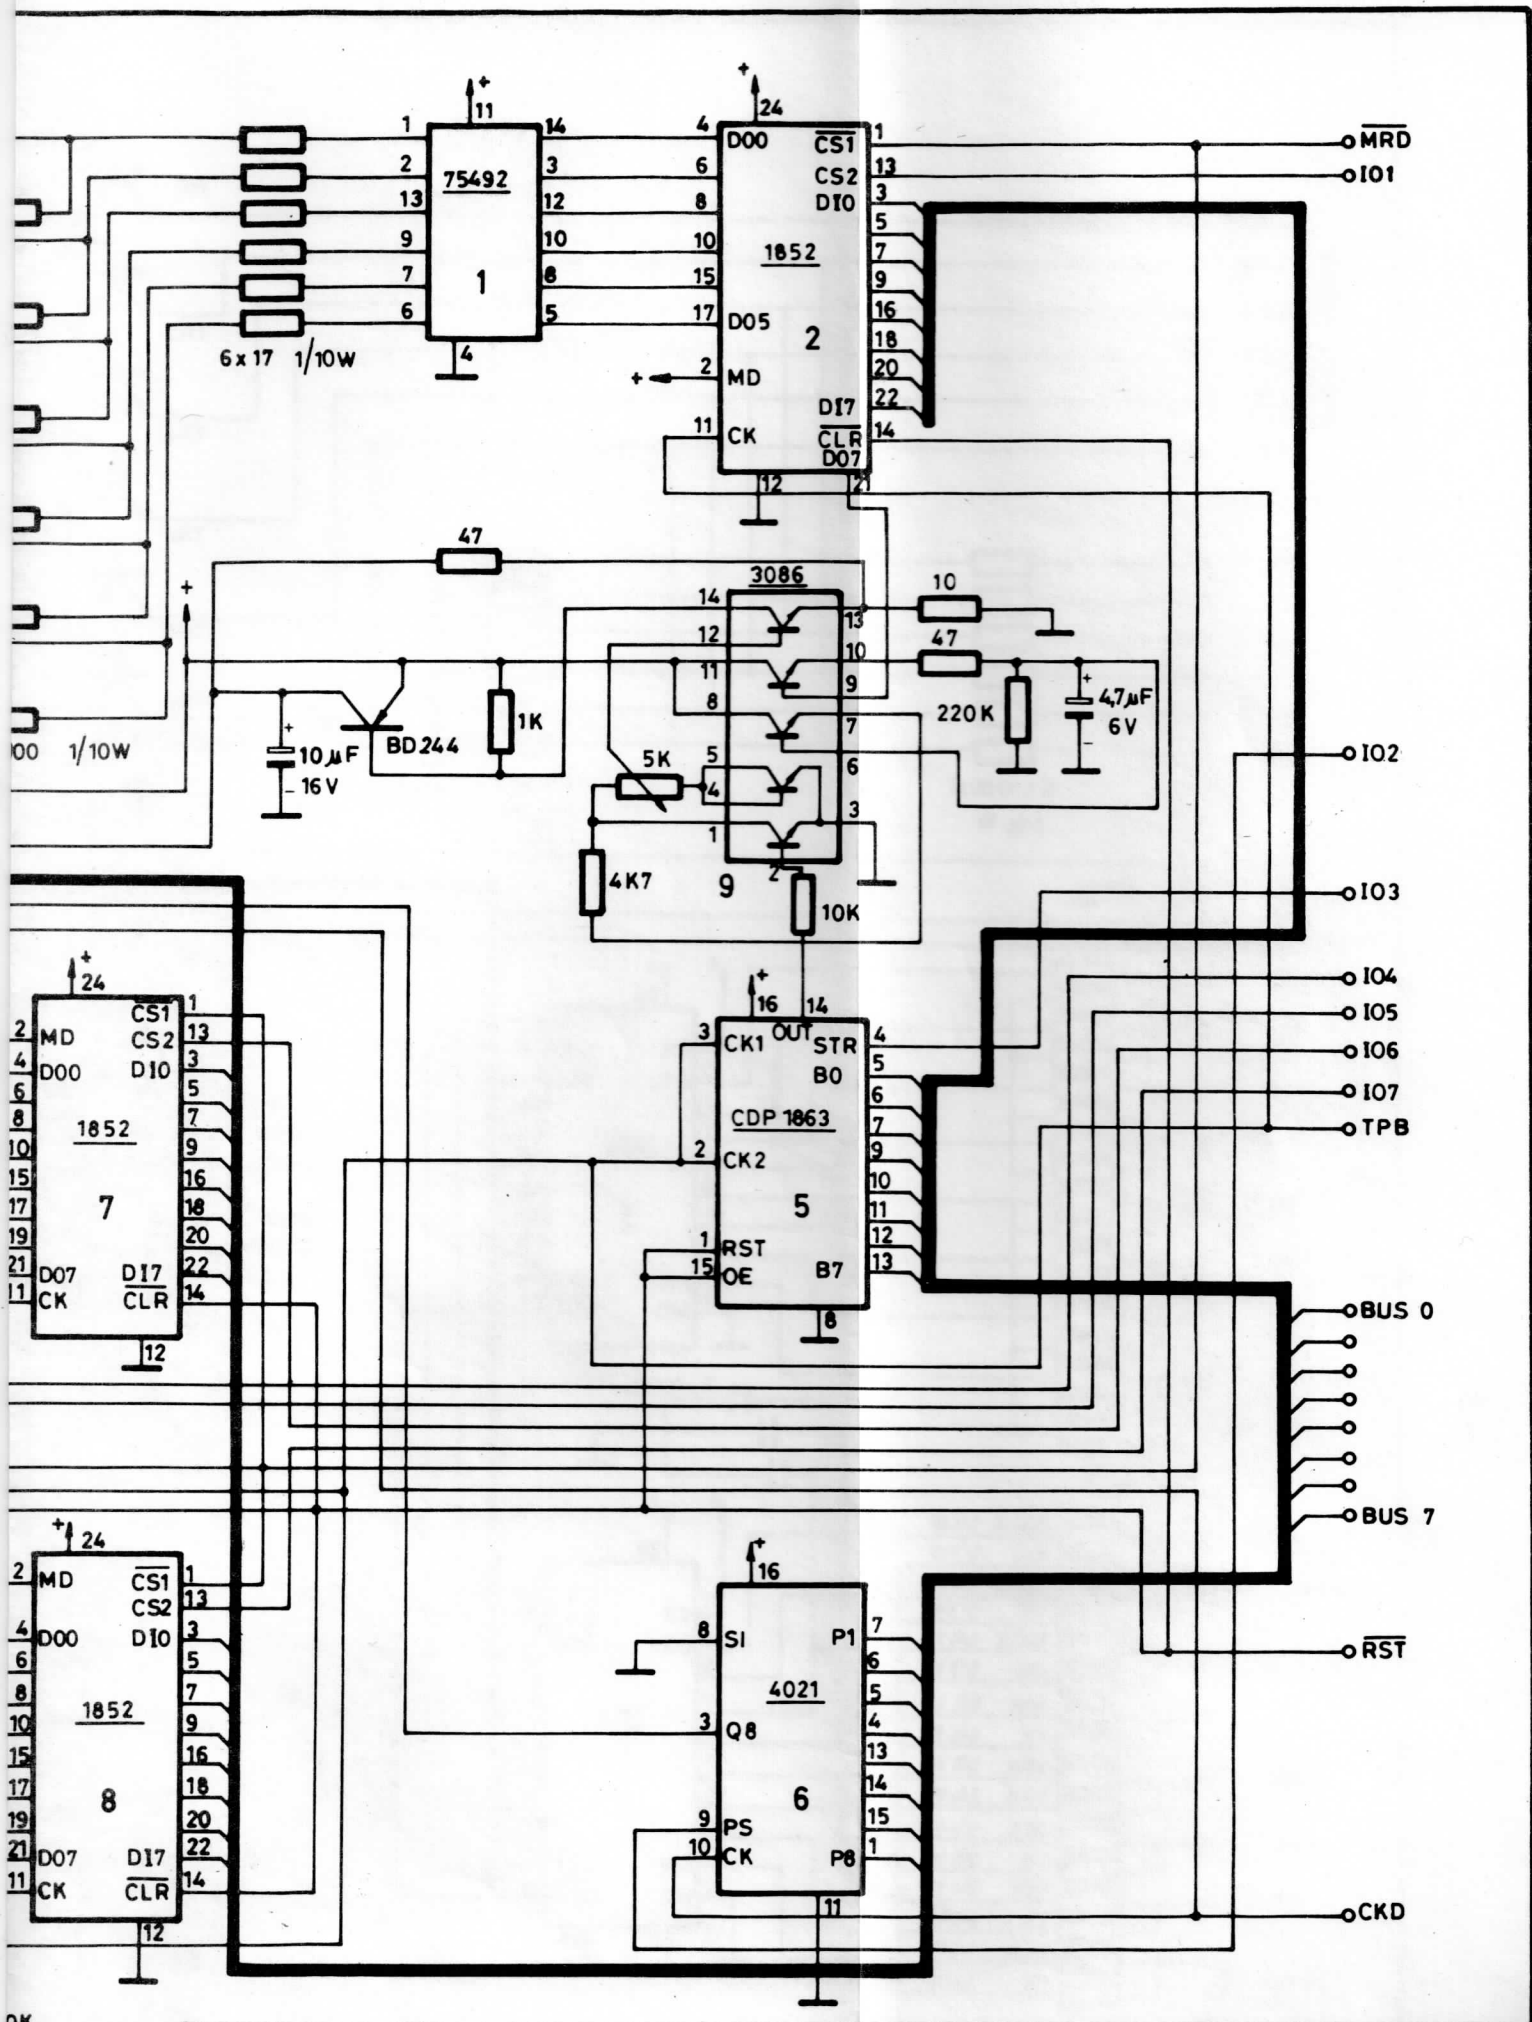 +
11
+
24
1 14 4 D00 CS1 1 MRD
2 75492 3 6 CS2 13 IO1
13 12 8 DI0 3
5
9 10 10 1852 7
7 1 8 15 9
6 5 17 D05 16
6 x 17 1/10W 4 2 18
+ 2 MD 20
DI7 22
11 CK CLR 14
D07
12 21
47
3086
+ 14 13 10
12 10 47
11 9
8 7 220K + 4,7µF
- 6V
1K
BD244
+ 10µF
- 16V
00 1/10W
5K 5 6 IO2
4
1 3
4K7 9 2 10K IO3
+ 24 + 16 14 IO4
CS1 1 OUT IO5
2 MD CS2 13 3 CK1 STR 4 IO6
4 D00 DI0 3 B0 5 IO7
6 5 6
8 1852 7 CDP 1863 7 TPB
10 9 2 CK2 9
15 16 10
17 7 18 5 11
19 20 1 RST 12
21 D07 DI7 22 15 OE B7 13
11 CK CLR 14 8 BUS 0
12
BUS 7
+ 24 + 16
2 MD CS1 1
CS2 13
4 D00 DI0 3 8 SI P1 7 RST
6 5 6
8 1852 7 4021 5
10 9 3 Q8 4
15 16 13
17 8 18 6 14
19 20 9 PS 15
21 D07 DI7 22 10 CK P8 1
11 CK CLR 14 11 CKD
12